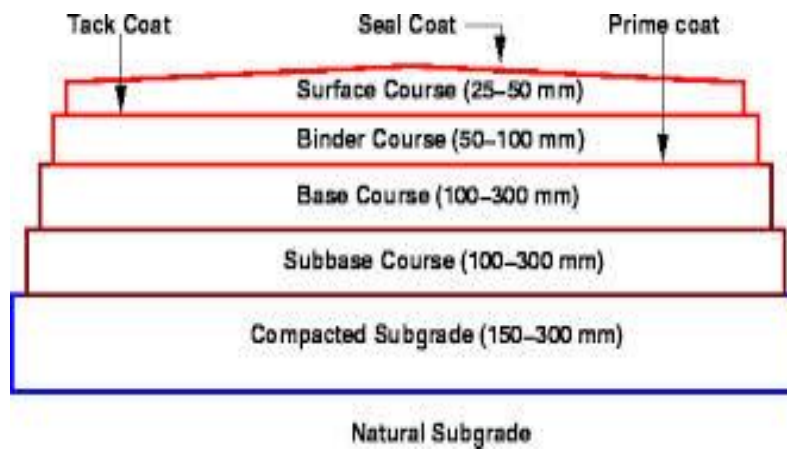 Tack Coat Seal Coat Prime coat
Surface Course (25–50 mm)
Binder Course (50–100 mm)
Base Course (100–300 mm)
Subbase Course (100–300 mm)
Compacted Subgrade (150–300 mm)
Natural Subgrade